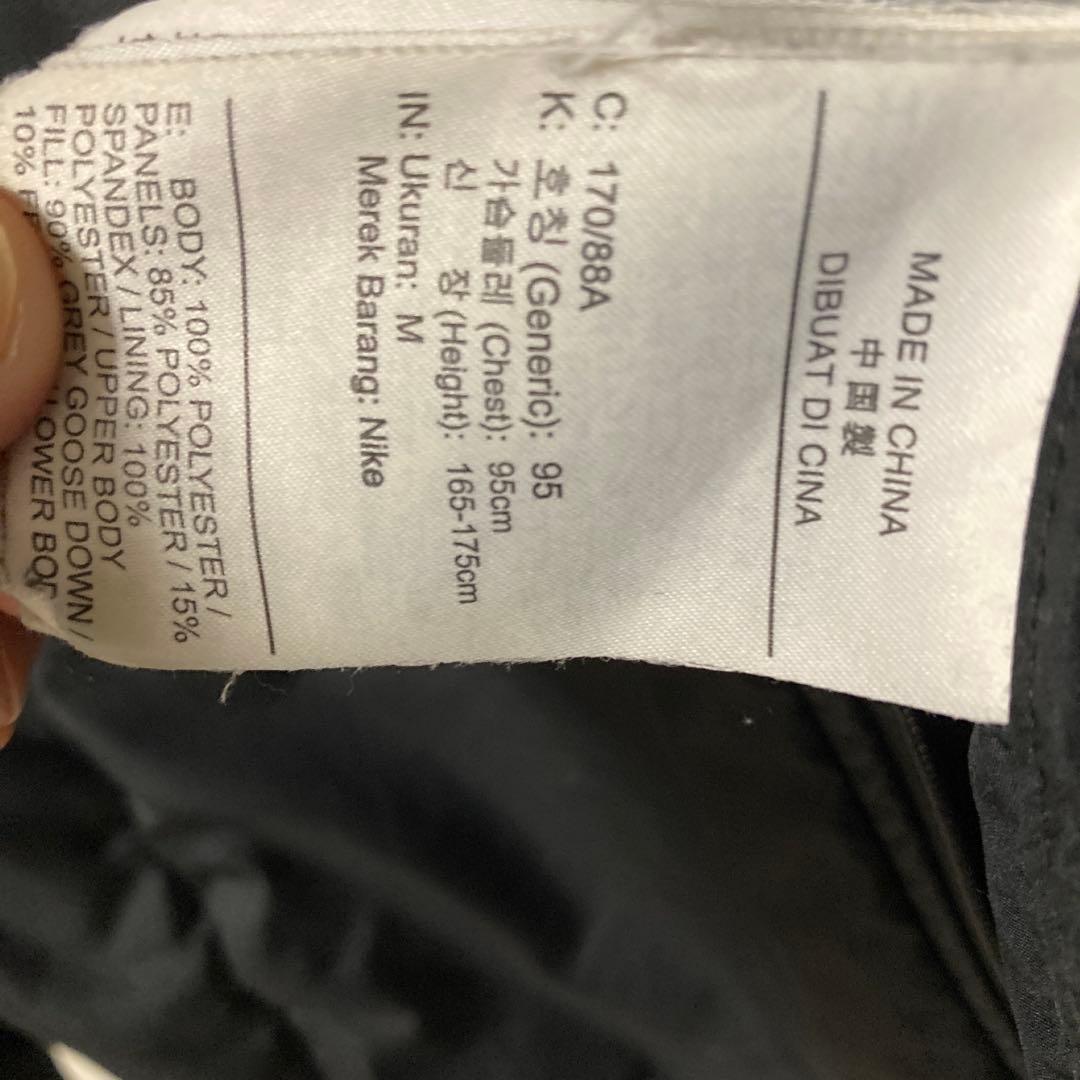 MADE IN CHINA
中国製
DIBUAT DI CINA
C: 170/88A
K: 호칭 (Generic): 95
가슴둘레 (Chest): 95cm
신 장 (Height): 165-175cm
IN: Ukuran: M
Merek Barang: Nike
E: BODY: 100% POLYESTER /
PANELS: 85% POLYESTER / 15%
SPANDEX / LINING: 100%
POLYESTER / UPPER BODY
FILL: 90% GREY GOOSE DOWN /
10% LOWER